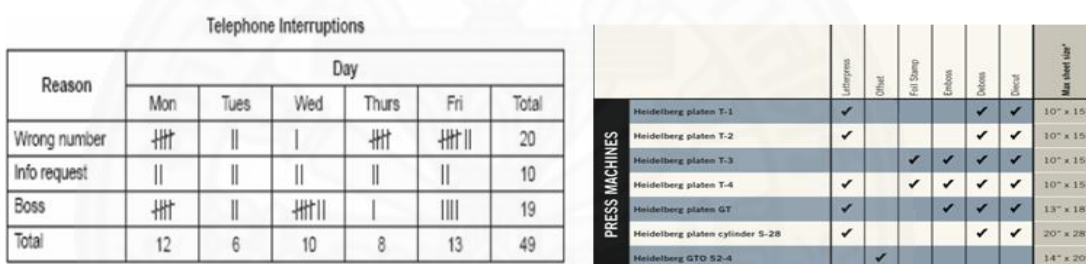 Telephone Interruptions
Reason
Day
Mon Tues Wed Thurs Fri Total
Wrong number 20
Info request 10
Boss 19
Total 12 6 10 8 13 49
Letterpress
Offset
Foil Stamp
Emboss
Deboss
Diecut
Max sheet size*
PRESS MACHINES
Heidelberg platen T-1 ✔ ✔ ✔ 10" x 15
Heidelberg platen T-2 ✔ ✔ ✔ 10" x 15
Heidelberg platen T-3 ✔ ✔ ✔ ✔ 10" x 15
Heidelberg platen T-4 ✔ ✔ ✔ ✔ ✔ 10" x 15
Heidelberg platen GT ✔ ✔ ✔ ✔ 13" x 18
Heidelberg platen cylinder S-28 ✔ ✔ ✔ 20" x 28
Heidelberg GTO 52-4 ✔ 14" x 20